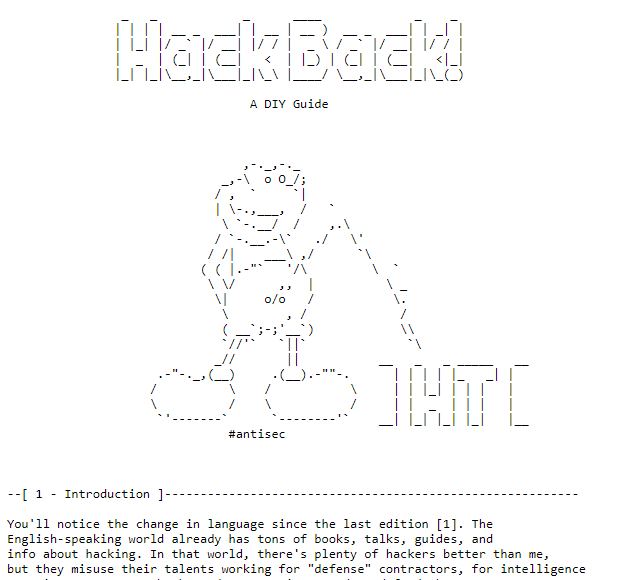 HackBack!
A DIY Guide
]HT[
#antisec
--[ 1 - Introduction ]----------------------------------------------------------
You'll notice the change in language since the last edition [1]. The
English-speaking world already has tons of books, talks, guides, and
info about hacking. In that world, there's plenty of hackers better than me,
but they misuse their talents working for "defense" contractors, for intelligence